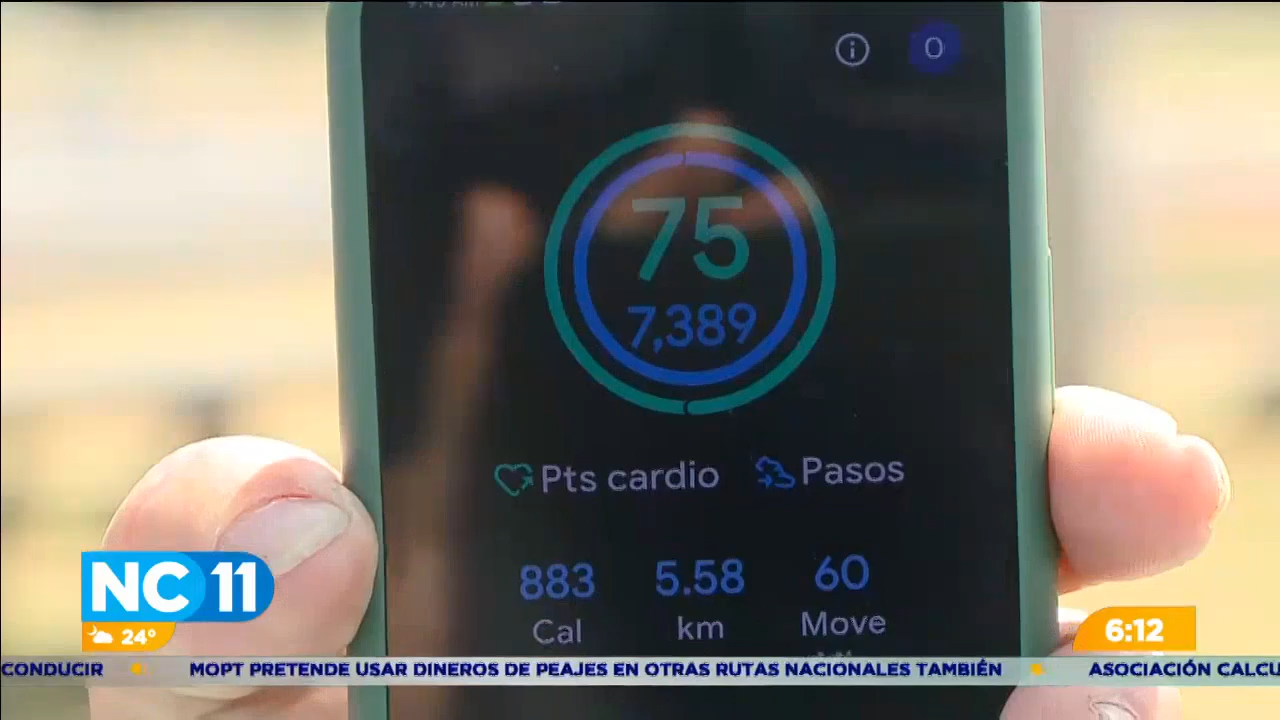 75
7,389
Pts cardio
Pasos
883
5.58
60
Cal
km
Move
NC 11
24°
6:12
CONDUCIR
MOPT PRETENDE USAR DINEROS DE PEAJES EN OTRAS RUTAS NACIONALES TAMBIÉN
ASOCIACIÓN CALCU